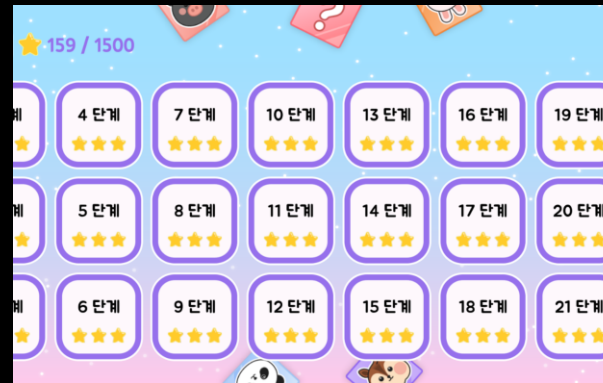 159 / 1500
4 단계
7 단계
10 단계
13 단계
16 단계
19 단계
5 단계
8 단계
11 단계
14 단계
17 단계
20 단계
6 단계
9 단계
12 단계
15 단계
18 단계
21 단계
?